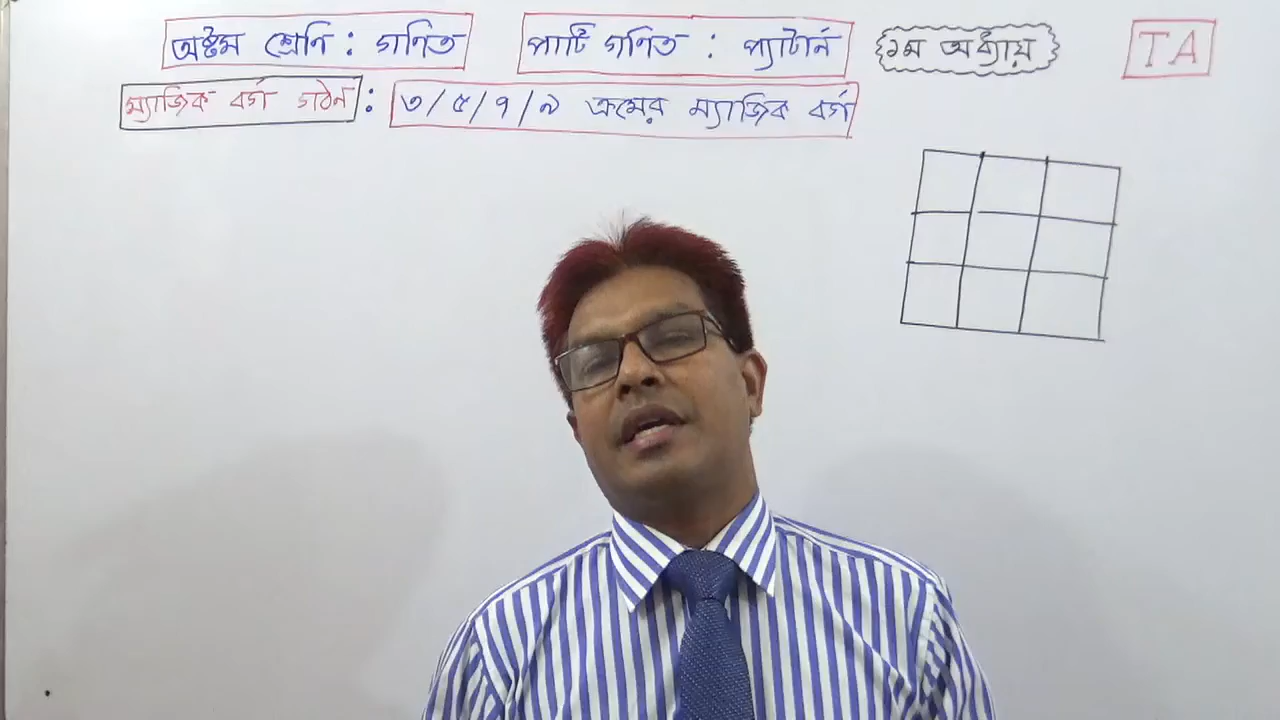 অষ্টম শ্রেনি : গণিত পাটি গণিত : প্যাটার্ন ১ম অধ্যায় TA
ম্যাজিক বর্গ গঠন : ৩/৫/৭/৯ ক্রমের ম্যাজিক বর্গ